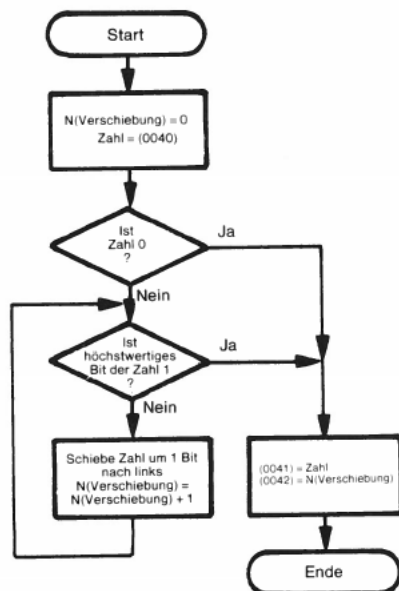 Start
N(Verschiebung) = 0
Zahl = (0040)
Ist
Zahl 0
?
Ja
Nein
Ist
höchstwertiges
Bit der Zahl 1
?
Ja
Nein
Schiebe Zahl um 1 Bit
nach links
N(Verschiebung) =
N(Verschiebung) + 1
(0041) = Zahl
(0042) = N(Verschiebung)
Ende